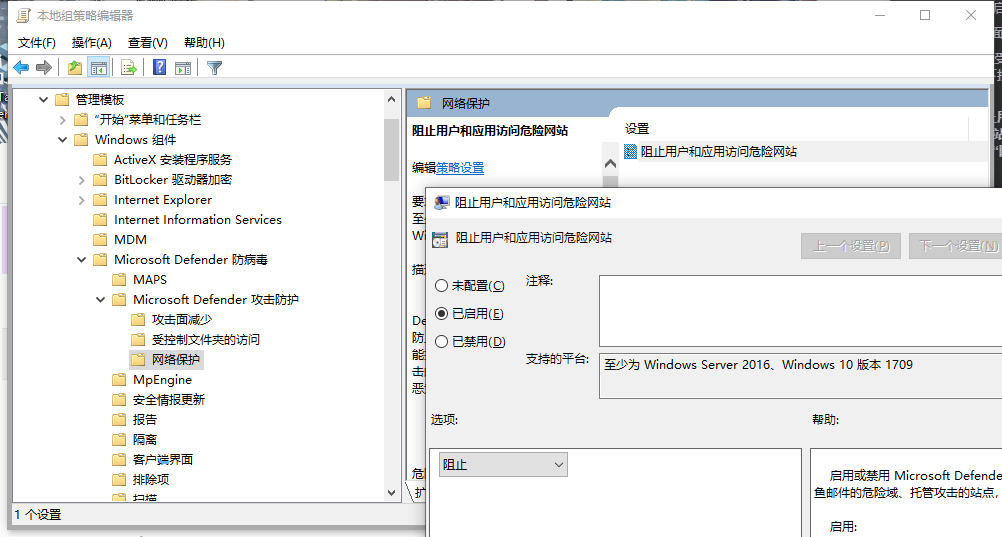 本地组策略编辑器
文件(F) 操作(A) 查看(V) 帮助(H)
管理模板
"开始"菜单和任务栏
Windows 组件
ActiveX 安装程序服务
BitLocker 驱动器加密
Internet Explorer
Internet Information Services
MDM
Microsoft Defender 防病毒
MAPS
Microsoft Defender 攻击防护
攻击面减少
受控制文件夹的访问
网络保护
MpEngine
安全情报更新
报告
隔离
客户端界面
排除项
扫描
1 个设置
网络保护
阻止用户和应用访问危险网站
编辑策略设置
要
至
Wi
描
De
防
能
击
恶
危
扩
设置
阻止用户和应用访问危险网站
阻止用户和应用访问危险网站
阻止用户和应用访问危险网站
上一个设置(P) 下一个设置(N)
未配置(C) 注释:
已启用(E)
已禁用(D)
支持的平台: 至少为 Windows Server 2016、Windows 10 版本 1709
选项: 帮助:
阻止
启用或禁用 Microsoft Defende
鱼邮件的危险域、托管攻击的站点,
启用: